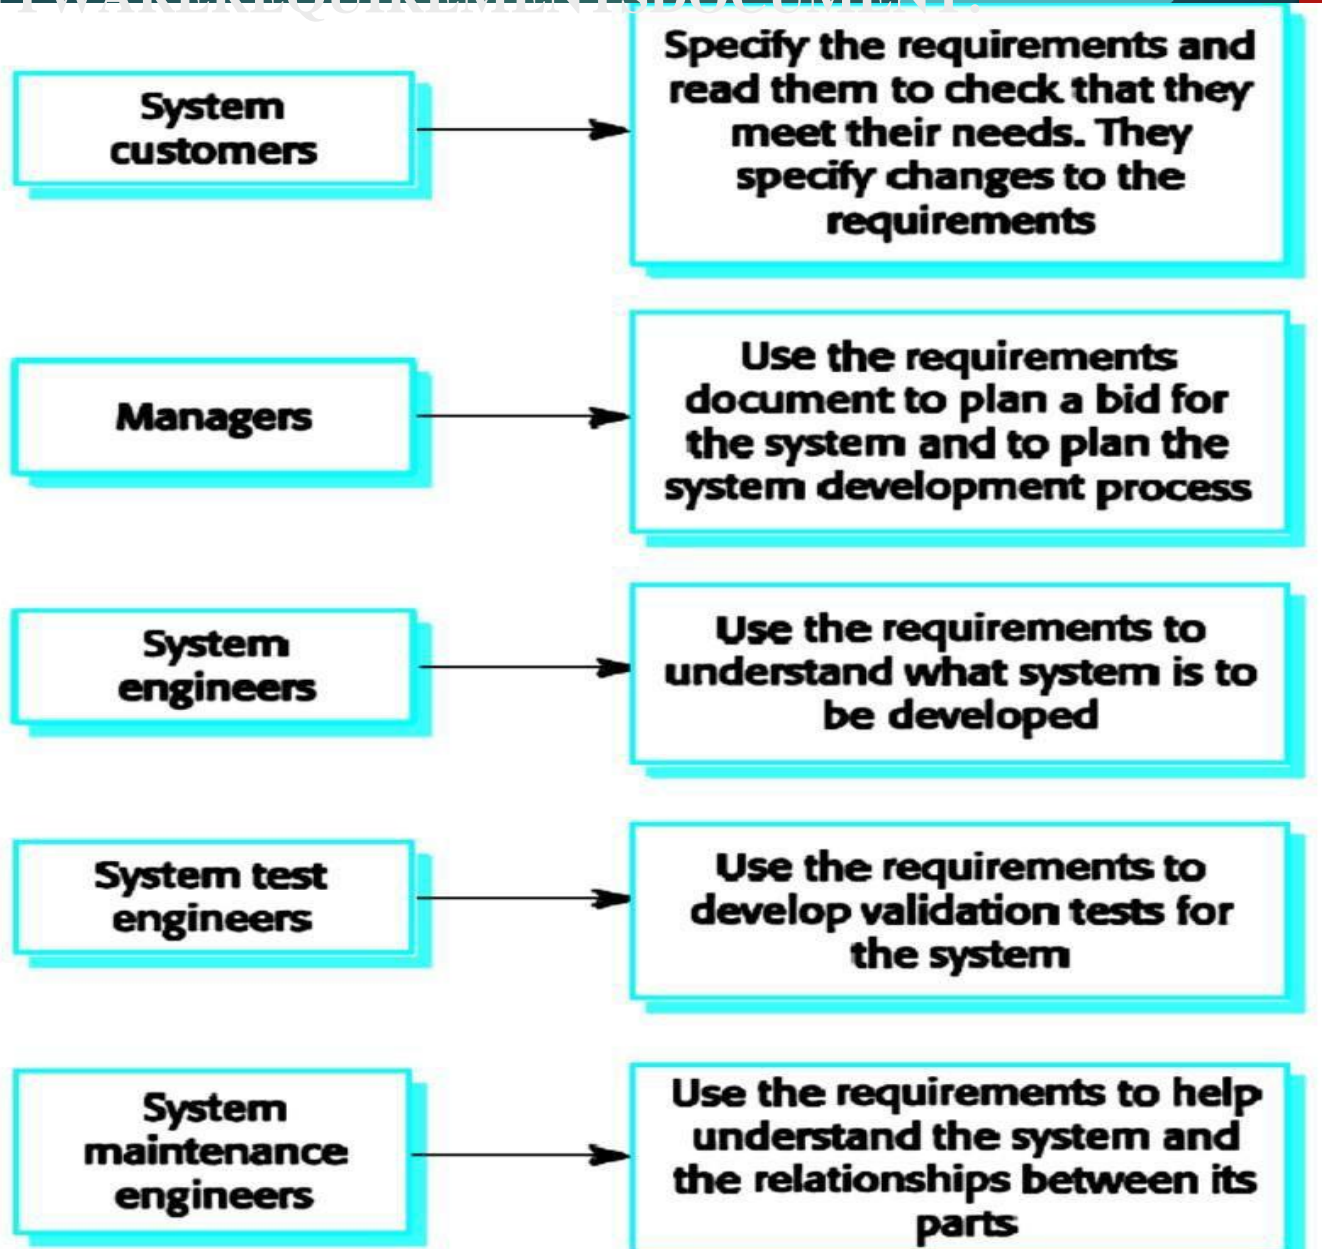 TWAREREQUIREMENTSDOCUMENT:
System
customers
Specify the requirements and
read them to check that they
meet their needs. They
specify changes to the
requirements
Managers
Use the requirements
document to plan a bid for
the system and to plan the
system development process
System
engineers
Use the requirements to
understand what system is to
be developed
System test
engineers
Use the requirements to
develop validation tests for
the system
System
maintenance
engineers
Use the requirements to help
understand the system and
the relationships between its
parts